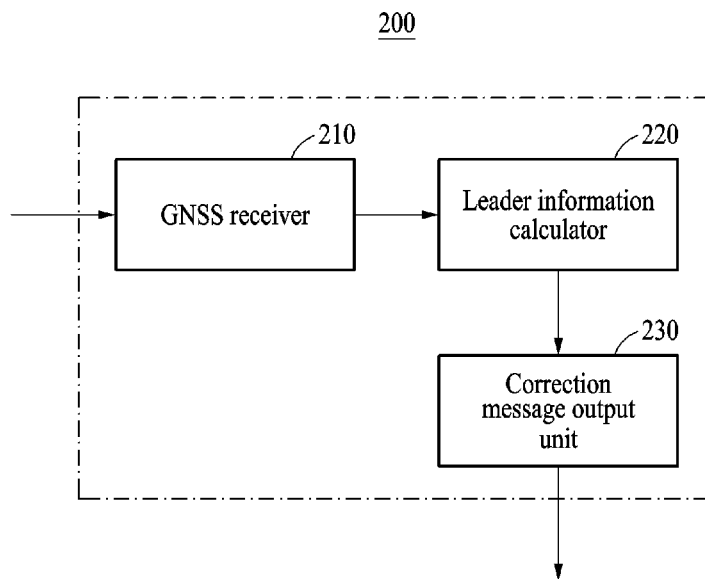 200
210
GNSS receiver
220
Leader information
calculator
230
Correction
message output
unit